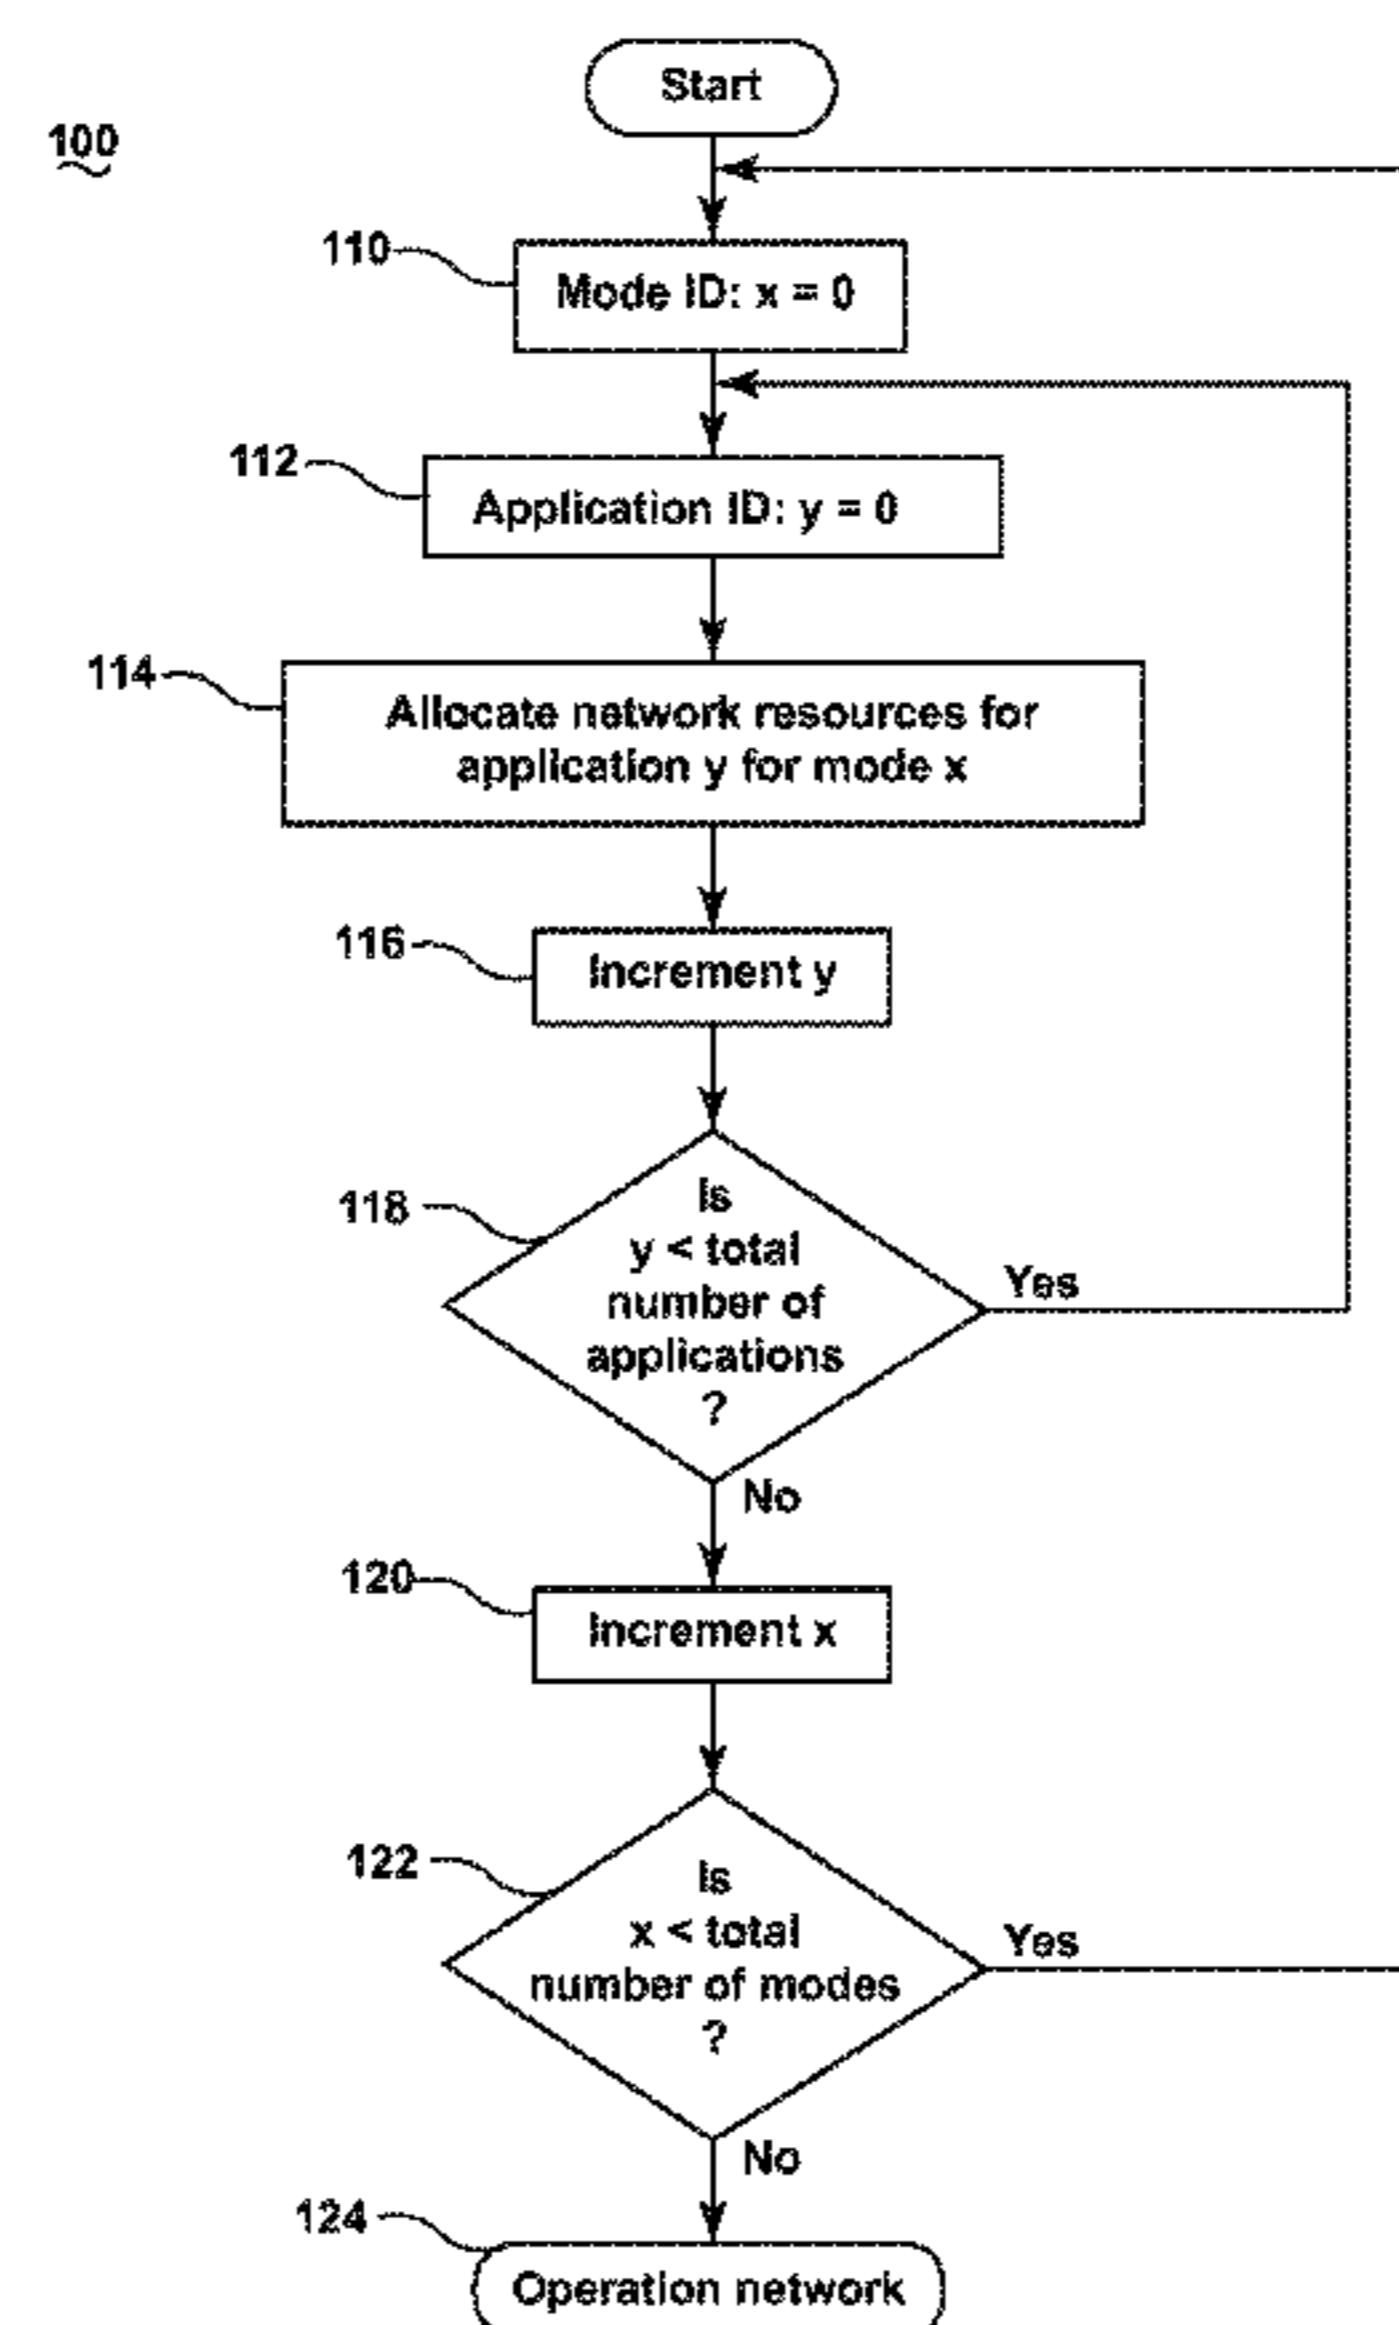 Start
100
110
Mode ID: x = 0
112
Application ID: y = 0
114
Allocate network resources for
application y for mode x
116
Increment y
118
Is
y < total
number of
applications
?
Yes
No
120
Increment x
122
Is
x < total
number of modes
?
Yes
No
124
Operation network